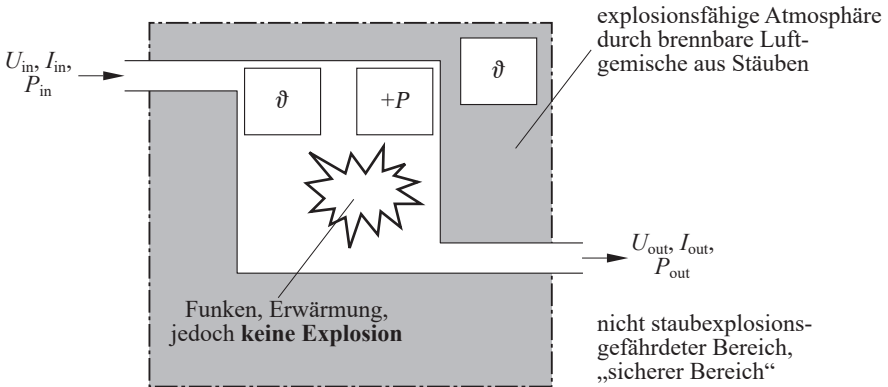 explosionsfähige Atmosphäre
durch brennbare Luft-
gemische aus Stäuben
U_in, I_in,
P_in
ϑ
+P
ϑ
U_out, I_out,
P_out
Funken, Erwärmung,
jedoch keine Explosion
nicht staubexplosions-
gefährdeter Bereich,
„sicherer Bereich“